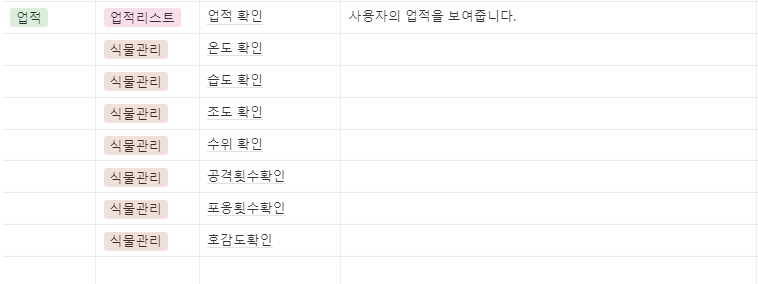 업적 업적리스트 업적 확인 사용자의 업적을 보여줍니다.
식물관리 온도 확인
식물관리 습도 확인
식물관리 조도 확인
식물관리 수위 확인
식물관리 공격횟수확인
식물관리 포옹횟수확인
식물관리 호감도확인